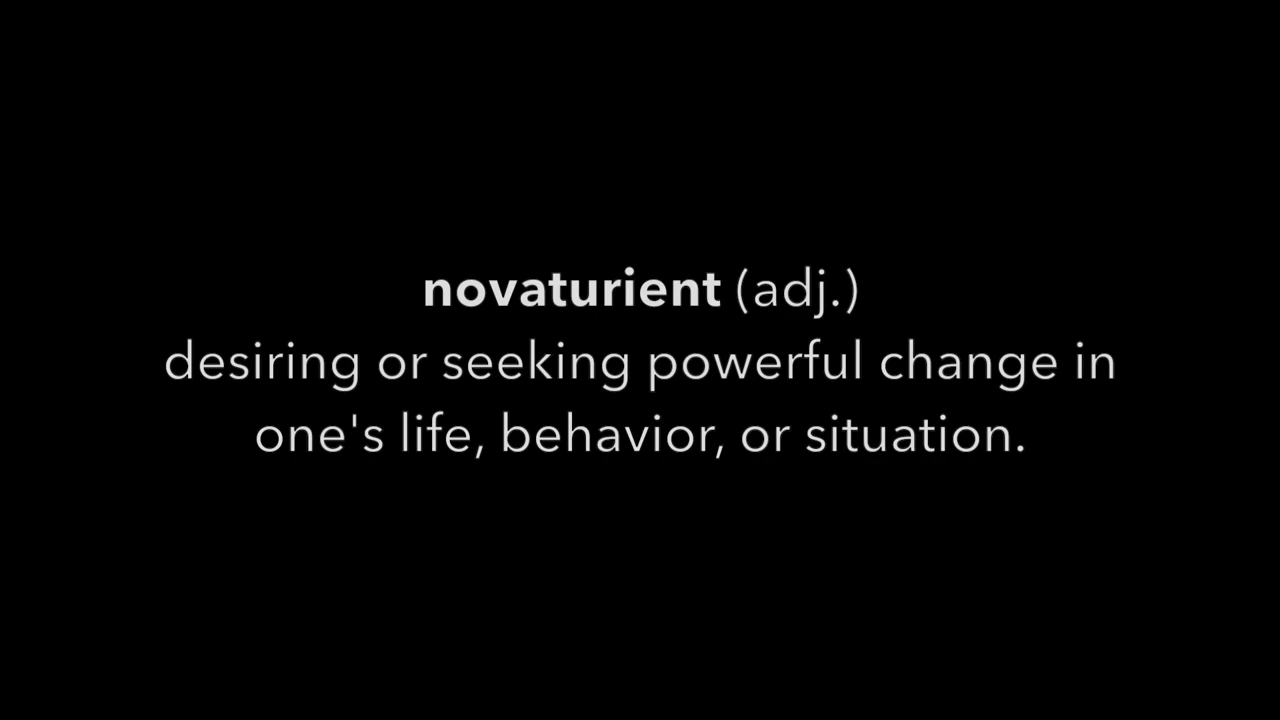 novaturient (adj.)
desiring or seeking powerful change in
one's life, behavior, or situation.